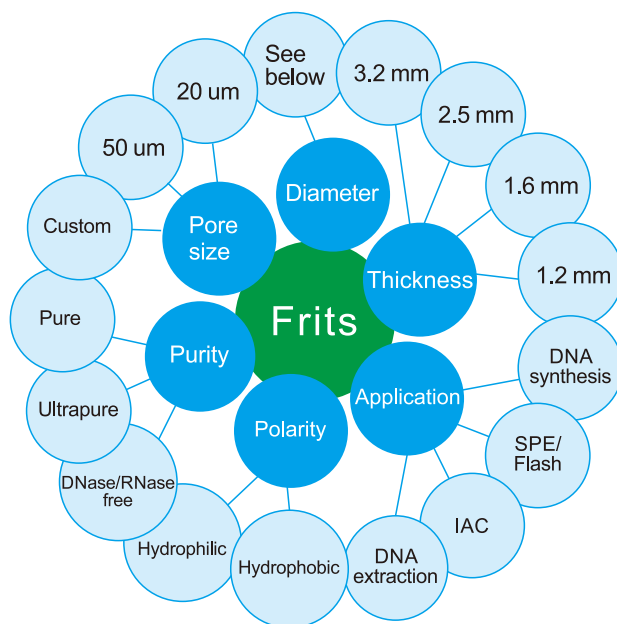 See
below
3.2 mm
20 um
2.5 mm
50 um
1.6 mm
Diameter
Custom
Pore
size
Thickness
1.2 mm
Pure
Frits
Purity
DNA
synthesis
Application
Ultrapure
Polarity
SPE/
Flash
DNase/RNase
free
IAC
Hydrophilic
Hydrophobic
DNA
extraction